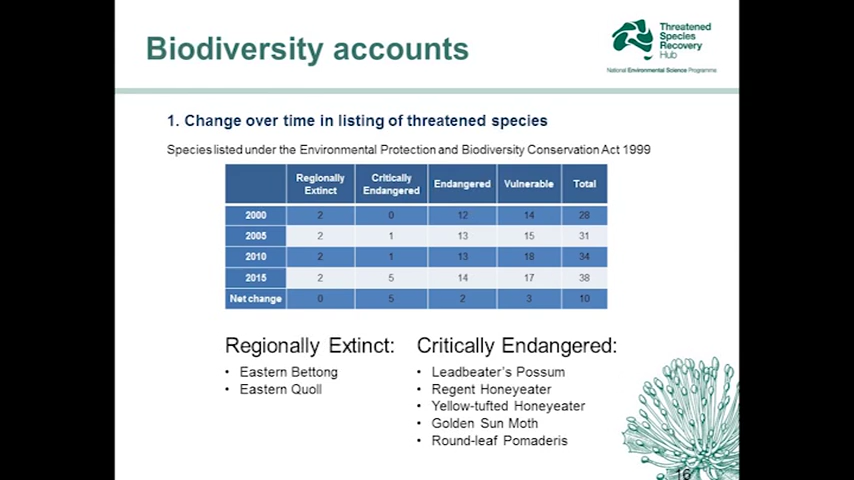 Biodiversity accounts
Threatened
Species
Recovery
Hub
National Environmental Science Programme
1. Change over time in listing of threatened species
Species listed under the Environmental Protection and Biodiversity Conservation Act 1999
Regionally Extinct Critically Endangered Endangered Vulnerable Total
2000 2 0 12 14 28
2005 2 1 13 15 31
2010 2 1 13 18 34
2015 2 5 14 17 38
Net change 0 5 2 3 10
Regionally Extinct:
• Eastern Bettong
• Eastern Quoll
Critically Endangered:
• Leadbeater's Possum
• Regent Honeyeater
• Yellow-tufted Honeyeater
• Golden Sun Moth
• Round-leaf Pomaderis
16